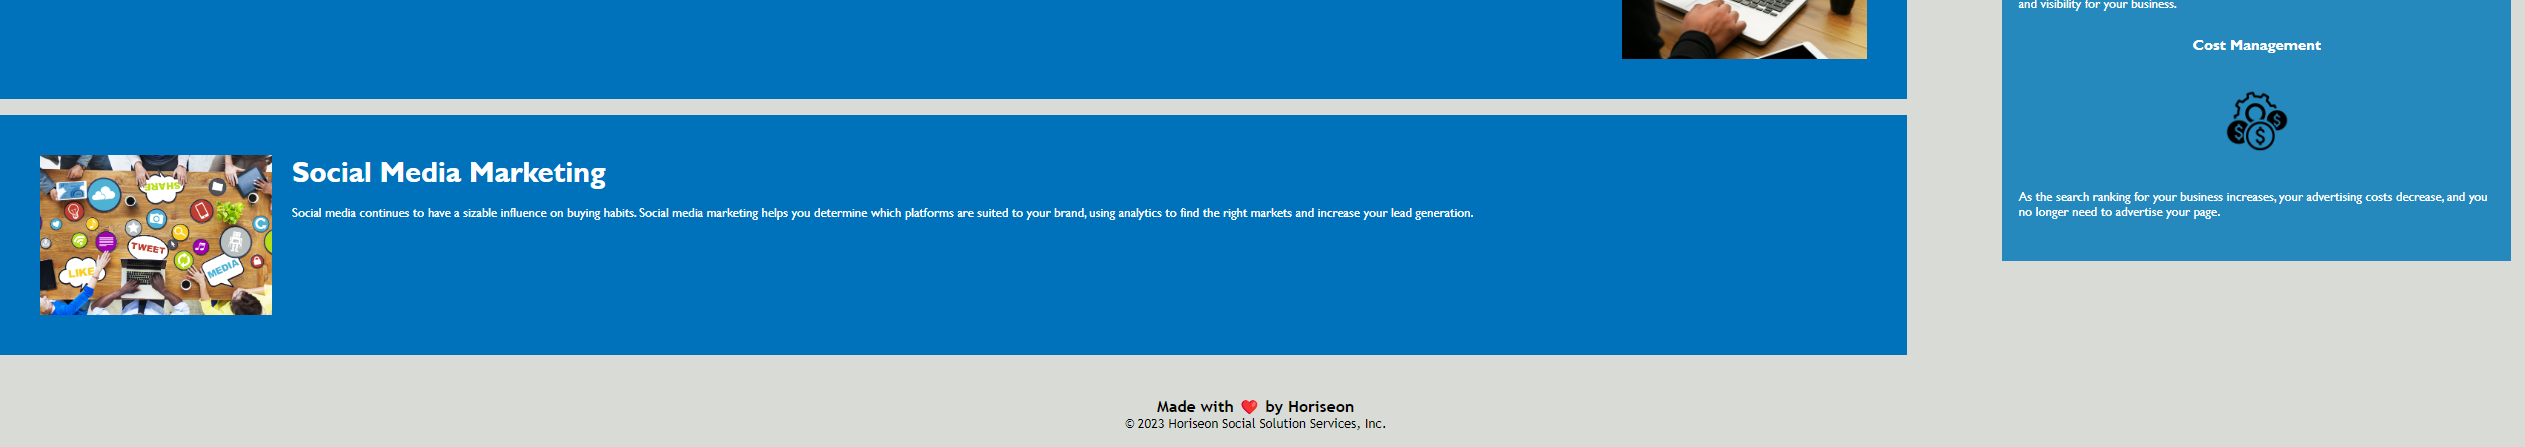 and visibility for your business.
Cost Management
As the search ranking for your business increases, your advertising costs decrease, and you
no longer need to advertise your page.
SHARE
TWEET
LIKE
MEDIA
Social Media Marketing
Social media continues to have a sizable influence on buying habits. Social media marketing helps you determine which platforms are suited to your brand, using analytics to find the right markets and increase your lead generation.
Made with ❤️ by Horiseon
© 2023 Horiseon Social Solution Services, Inc.